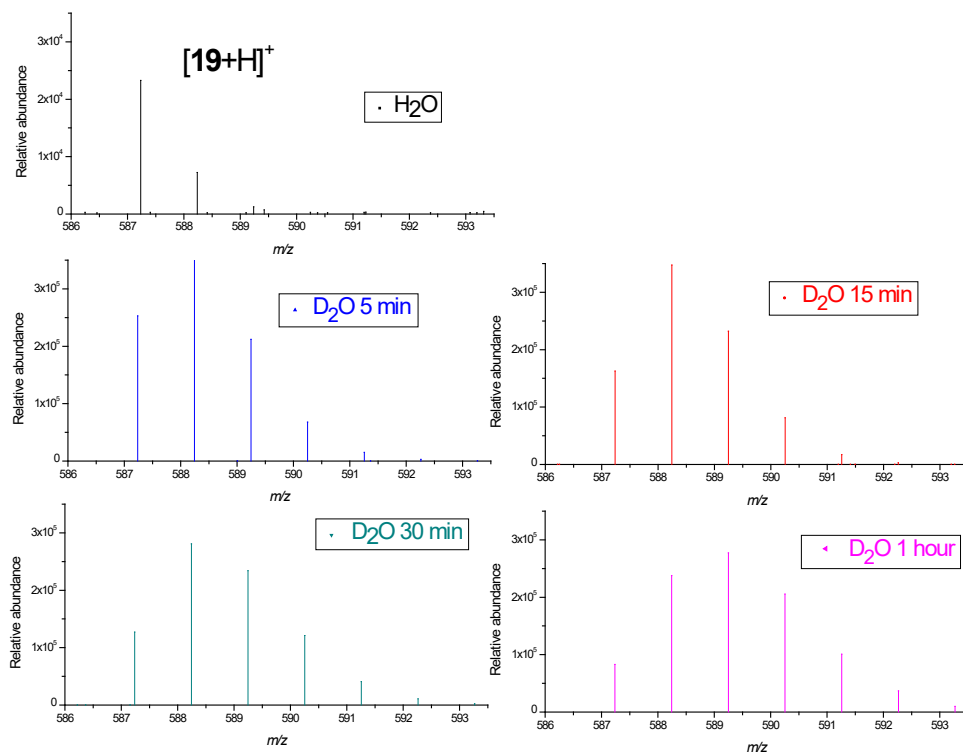 [19+H]⁺
H₂O
Relative abundance
3x10⁴
2x10⁴
1x10⁴
0
586 587 588 589 590 591 592 593
m/z
D₂O 5 min
Relative abundance
3x10⁵
2x10⁵
1x10⁵
0
586 587 588 589 590 591 592 593
m/z
D₂O 15 min
Relative abundance
3x10⁵
2x10⁵
1x10⁵
0
586 587 588 589 590 591 592 593
m/z
D₂O 30 min
Relative abundance
3x10⁵
2x10⁵
1x10⁵
0
586 587 588 589 590 591 592 593
m/z
D₂O 1 hour
Relative abundance
3x10⁵
2x10⁵
1x10⁵
0
586 587 588 589 590 591 592 593
m/z